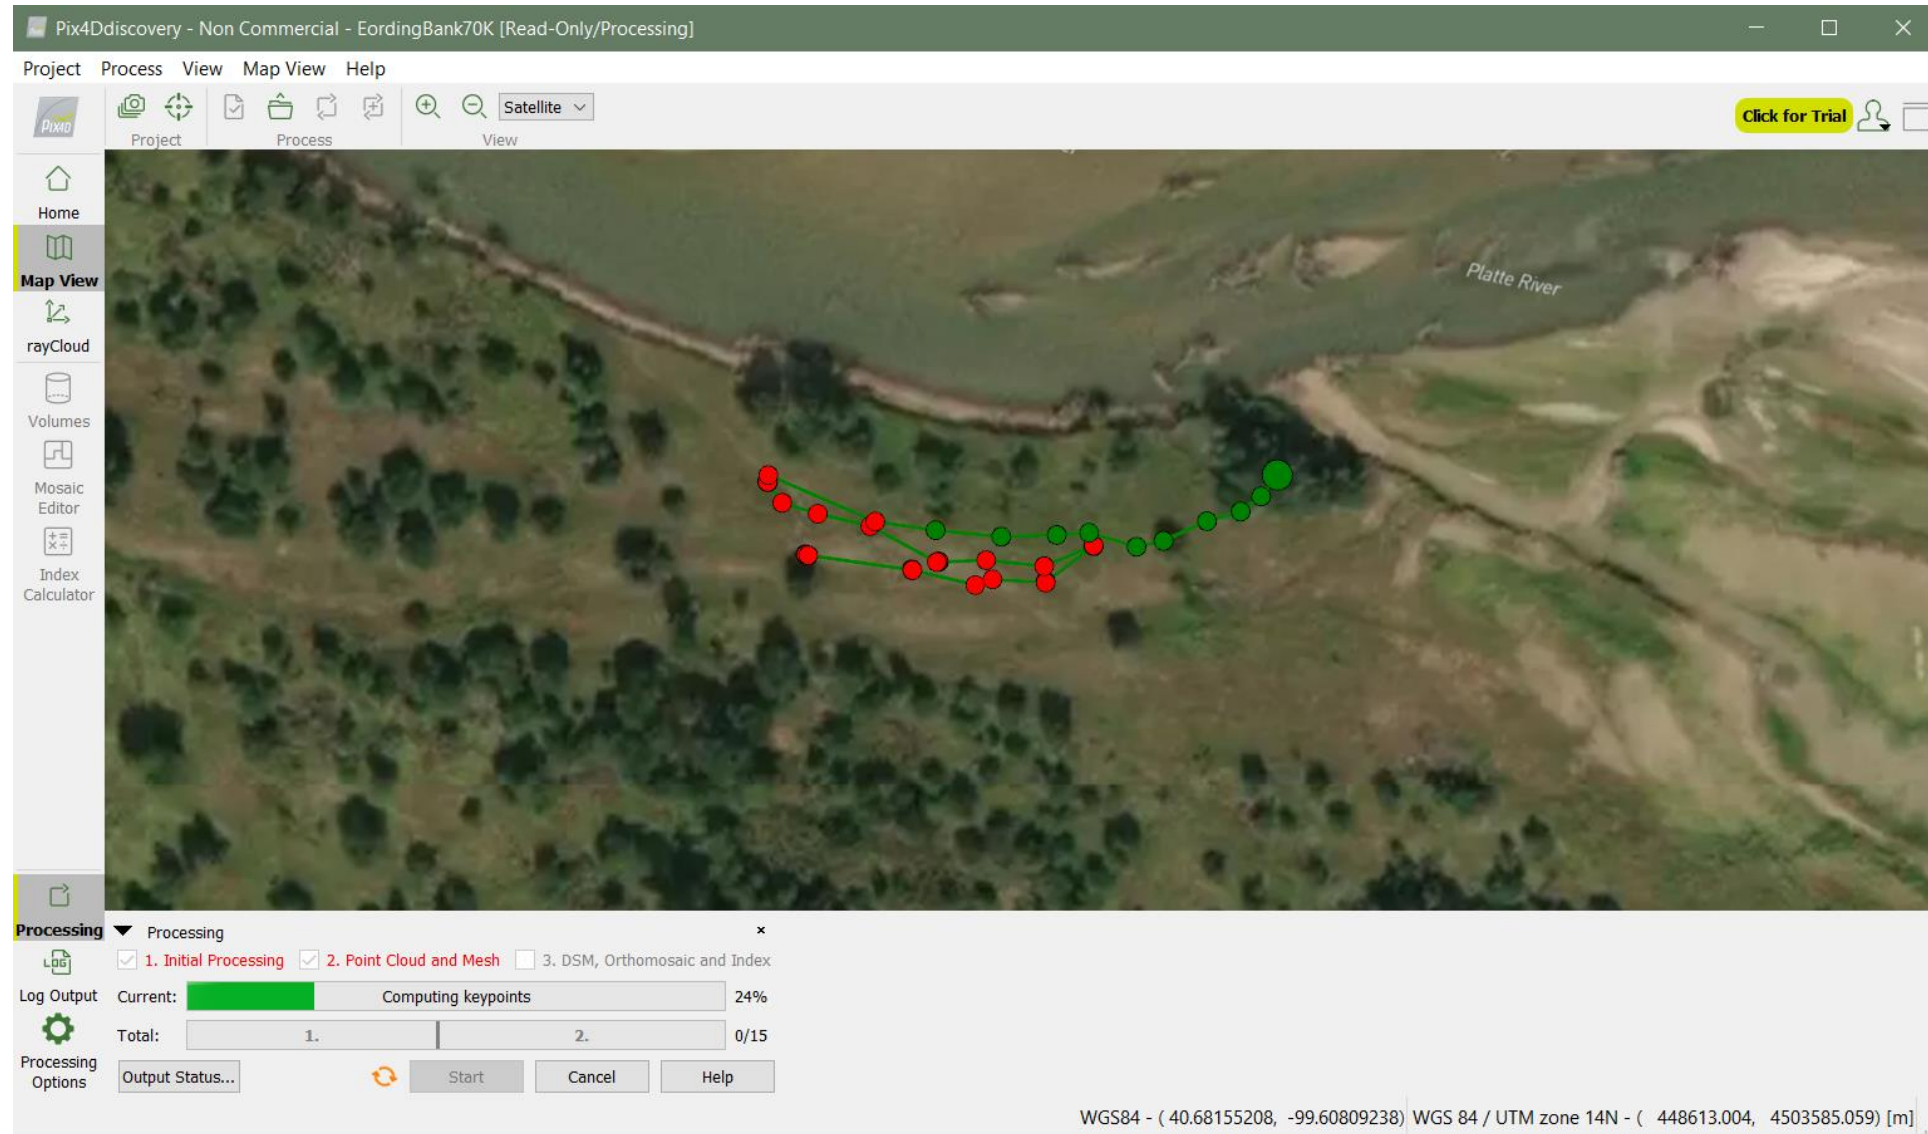 Pix4Ddiscovery - Non Commercial - EordingBank70K [Read-Only/Processing]
Project Process View Map View Help
PIX4D
Satellite
Click for Trial
Project Process View
Home
Map View
rayCloud
Volumes
Mosaic
Editor
Index
Calculator
Platte River
Processing
LOG
Log Output
Processing
Options
Processing
1. Initial Processing 2. Point Cloud and Mesh 3. DSM, Orthomosaic and Index
Current: Computing keypoints 24%
Total: 1. 2. 0/15
Output Status... Start Cancel Help
WGS84 - ( 40.68155208, -99.60809238) WGS 84 / UTM zone 14N - ( 448613.004, 4503585.059) [m]